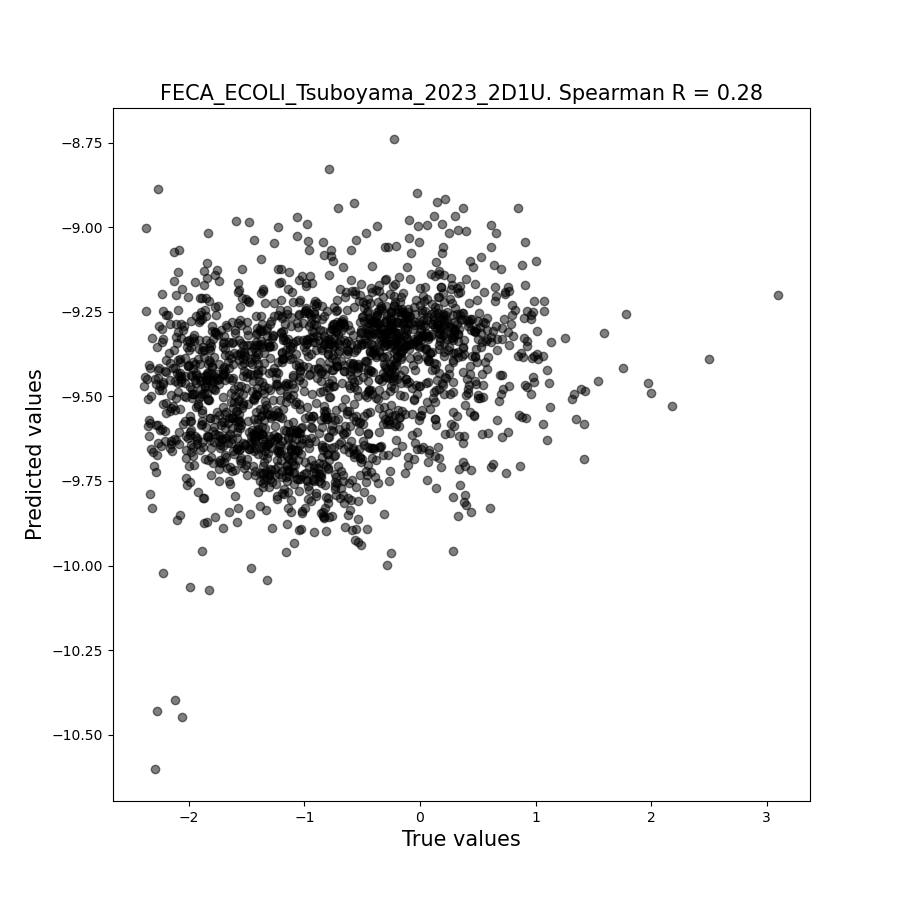 FECA_ECOLI_Tsuboyama_2023_2D1U. Spearman R = 0.28
−8.75
−9.00
−9.25
−9.50
−9.75
−10.00
−10.25
−10.50
Predicted values
−2 −1 0 1 2 3
True values